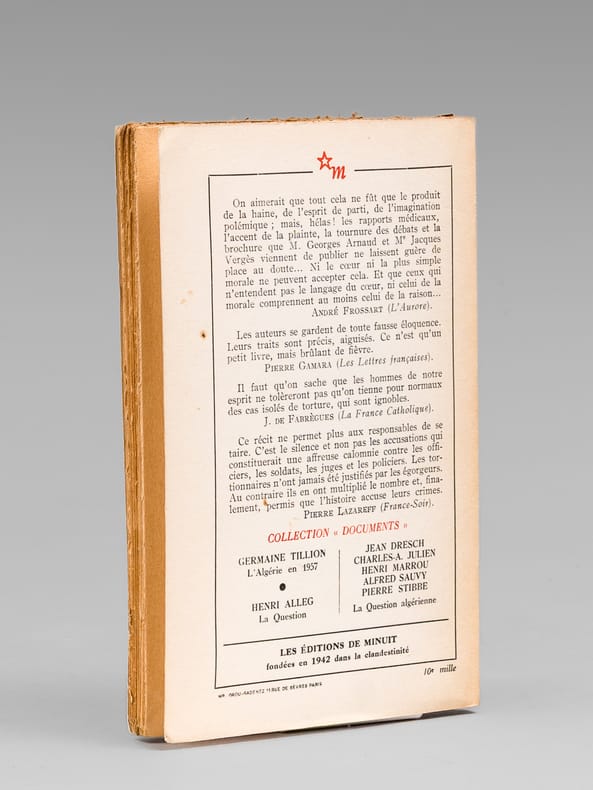 m
On aimerait que tout cela ne fût que le produit
de la haine, de l'esprit de parti, de l'imagination
polémique ; mais, hélas! les rapports médicaux,
l'accent de la plainte, la tournure des débats et la
brochure que M. Georges Arnaud et Mᵉ Jacques
Vergès viennent de publier ne laissent guère de
place au doute... Ni le cœur ni la plus simple
morale ne peuvent accepter cela. Et que ceux qui
n'entendent pas le langage du cœur, ni celui de la
morale comprennent au moins celui de la raison...
ANDRÉ FROSSART (L'Aurore).
Les auteurs se gardent de toute fausse éloquence.
Leurs traits sont précis, aiguisés. Ce n'est qu'un
petit livre, mais brûlant de fièvre.
PIERRE GAMARA (Les Lettres françaises).
Il faut qu'on sache que les hommes de notre
esprit ne tolèreront pas qu'on tienne pour normaux
des cas isolés de torture, qui sont ignobles.
J. DE FABRÈGUES (La France Catholique).
Ce récit ne permet plus aux responsables de se
taire. C'est le silence et non pas les accusations qui
constituerait une affreuse calomnie contre les offi-
ciers, les soldats, les juges et les policiers. Les tor-
tionnaires n'ont jamais été justifiés par les égorgeurs.
Au contraire ils en ont multiplié le nombre et, fina-
lement, permis que l'histoire accuse leurs crimes.
PIERRE LAZAREFF (France-Soir).
COLLECTION « DOCUMENTS »
GERMAINE TILLION
L'Algérie en 1957
HENRI ALLEG
La Question
JEAN DRESCH
CHARLES-A. JULIEN
HENRI MARROU
ALFRED SAUVY
PIERRE STIBBE
La Question algérienne
LES ÉDITIONS DE MINUIT
fondées en 1942 dans la clandestinité
RUE DE SÈVRES PARIS
10ᵉ mille